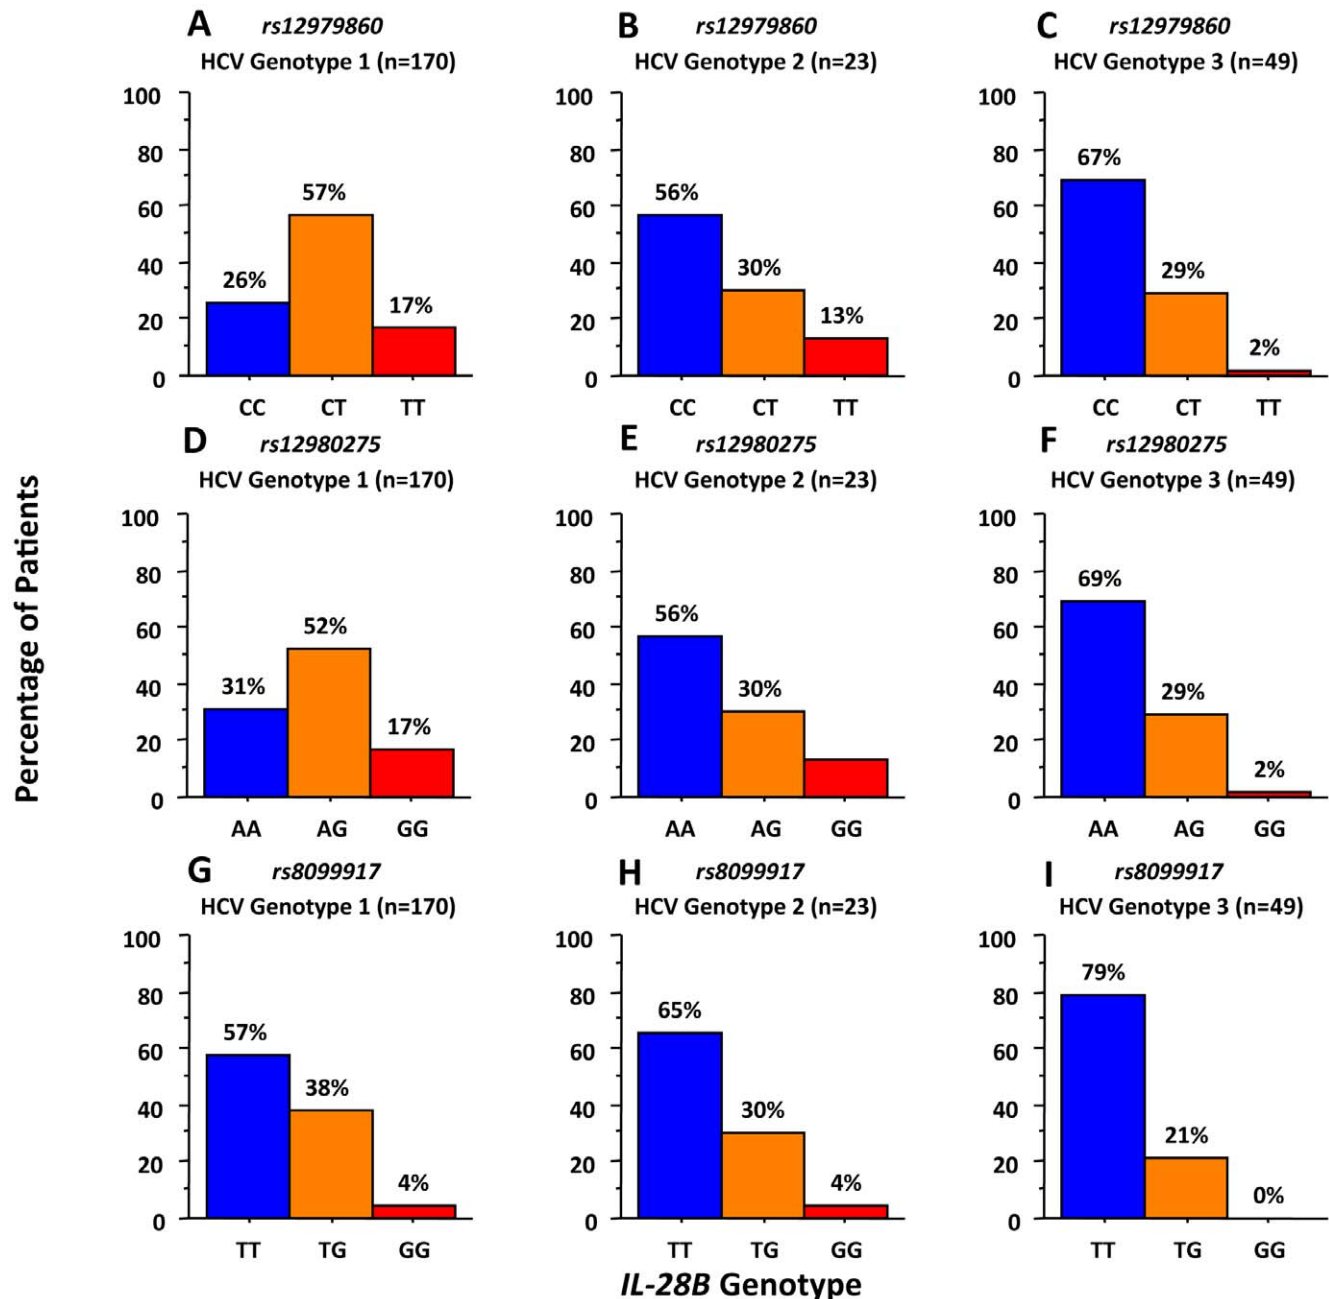 A rs12979860
HCV Genotype 1 (n=170)
100
80
60
40
20
0
26%
57%
17%
CC CT TT
B rs12979860
HCV Genotype 2 (n=23)
100
80
60
40
20
0
56%
30%
13%
CC CT TT
C rs12979860
HCV Genotype 3 (n=49)
100
80
60
40
20
0
67%
29%
2%
CC CT TT
Percentage of Patients
D rs12980275
HCV Genotype 1 (n=170)
100
80
60
40
20
0
31%
52%
17%
AA AG GG
E rs12980275
HCV Genotype 2 (n=23)
100
80
60
40
20
0
56%
30%
AA AG GG
F rs12980275
HCV Genotype 3 (n=49)
100
80
60
40
20
0
69%
29%
2%
AA AG GG
G rs8099917
HCV Genotype 1 (n=170)
100
80
60
40
20
0
57%
38%
4%
TT TG GG
H rs8099917
HCV Genotype 2 (n=23)
100
80
60
40
20
0
65%
30%
4%
TT TG GG
I rs8099917
HCV Genotype 3 (n=49)
100
80
60
40
20
0
79%
21%
0%
TT TG GG
IL-28B Genotype